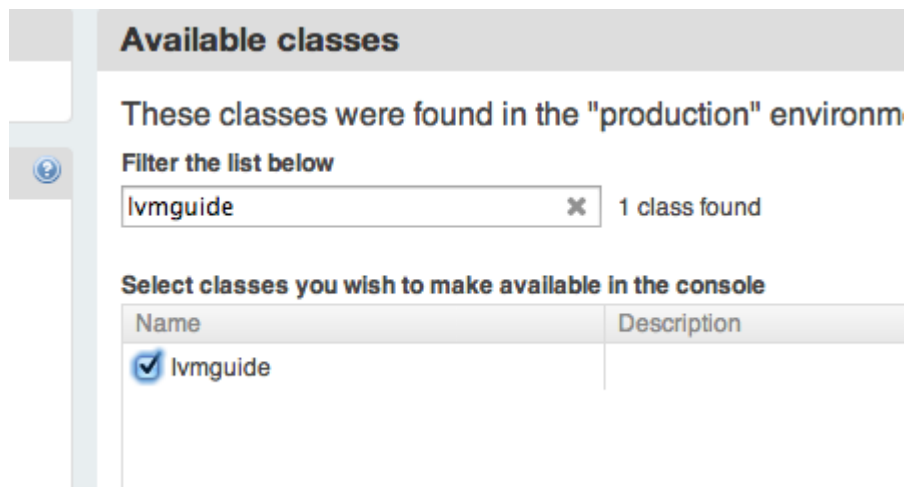 Available classes
These classes were found in the "production" environm
Filter the list below
lvmguide
1 class found
Select classes you wish to make available in the console
Name Description
lvmguide